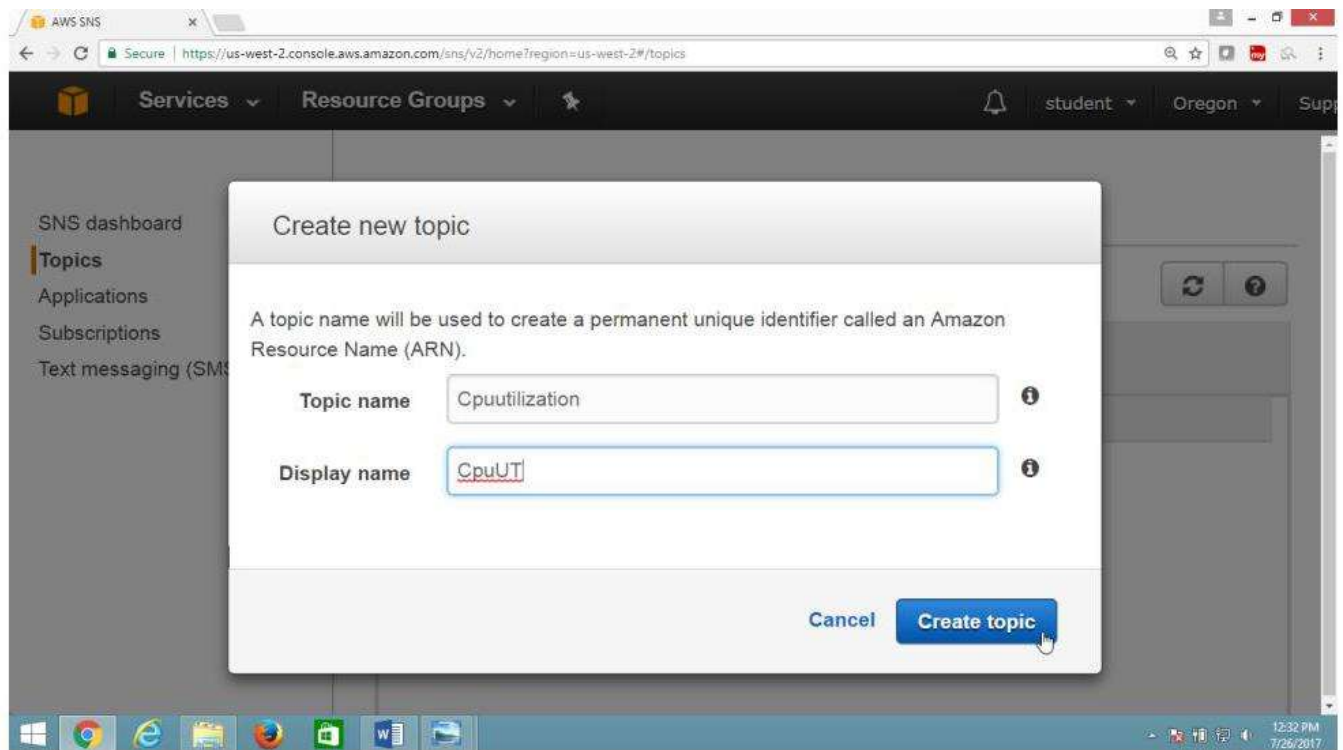 AWS SNS
Secure | https://us-west-2.console.aws.amazon.com/sns/v2/home?region=us-west-2#/topics
Services Resource Groups student Oregon Supp
SNS dashboard
Topics
Applications
Subscriptions
Text messaging (SMS
Create new topic
A topic name will be used to create a permanent unique identifier called an Amazon
Resource Name (ARN).
Topic name Cpuutilization
Display name CpuUT
Cancel Create topic
12:32 PM
7/26/2017